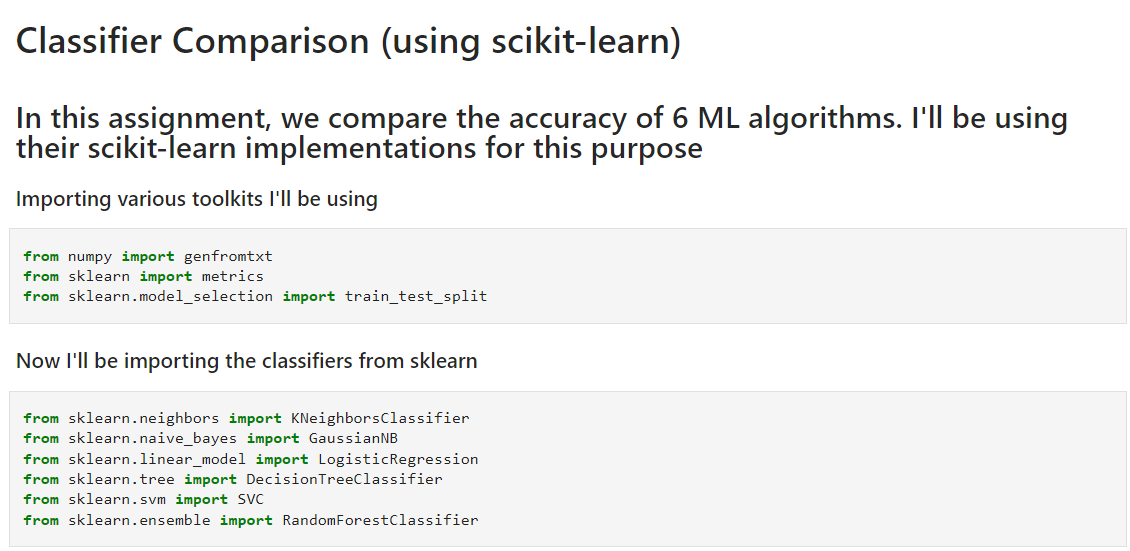 Classifier Comparison (using scikit-learn)
In this assignment, we compare the accuracy of 6 ML algorithms. I'll be using
their scikit-learn implementations for this purpose
Importing various toolkits I'll be using
from numpy import genfromtxt
from sklearn import metrics
from sklearn.model_selection import train_test_split
Now I'll be importing the classifiers from sklearn
from sklearn.neighbors import KNeighborsClassifier
from sklearn.naive_bayes import GaussianNB
from sklearn.linear_model import LogisticRegression
from sklearn.tree import DecisionTreeClassifier
from sklearn.svm import SVC
from sklearn.ensemble import RandomForestClassifier